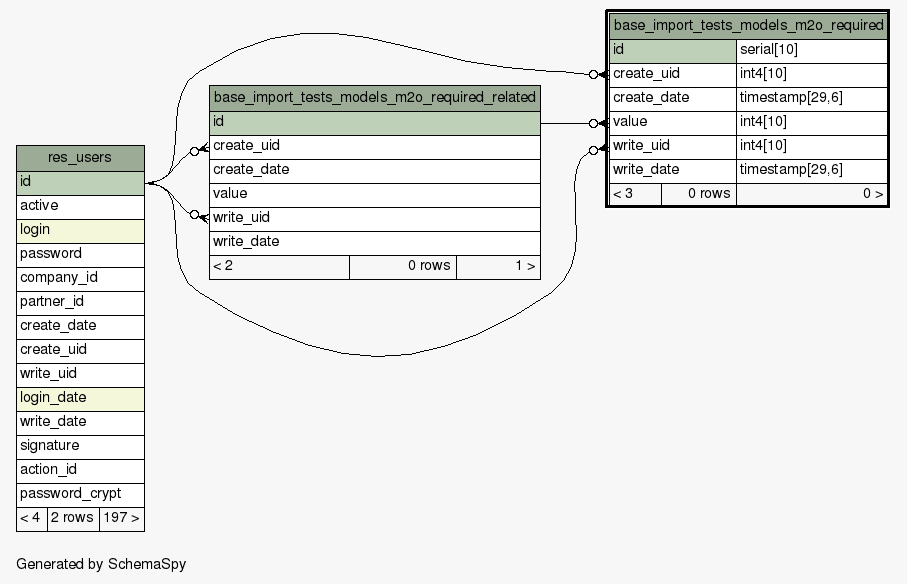 base_import_tests_models_m2o_required
id serial[10]
create_uid int4[10]
create_date timestamp[29,6]
value int4[10]
write_uid int4[10]
write_date timestamp[29,6]
< 3 0 rows 0 >
base_import_tests_models_m2o_required_related
id
create_uid
create_date
value
write_uid
write_date
< 2 0 rows 1 >
res_users
id
active
login
password
company_id
partner_id
create_date
create_uid
write_uid
login_date
write_date
signature
action_id
password_crypt
< 4 2 rows 197 >
Generated by SchemaSpy